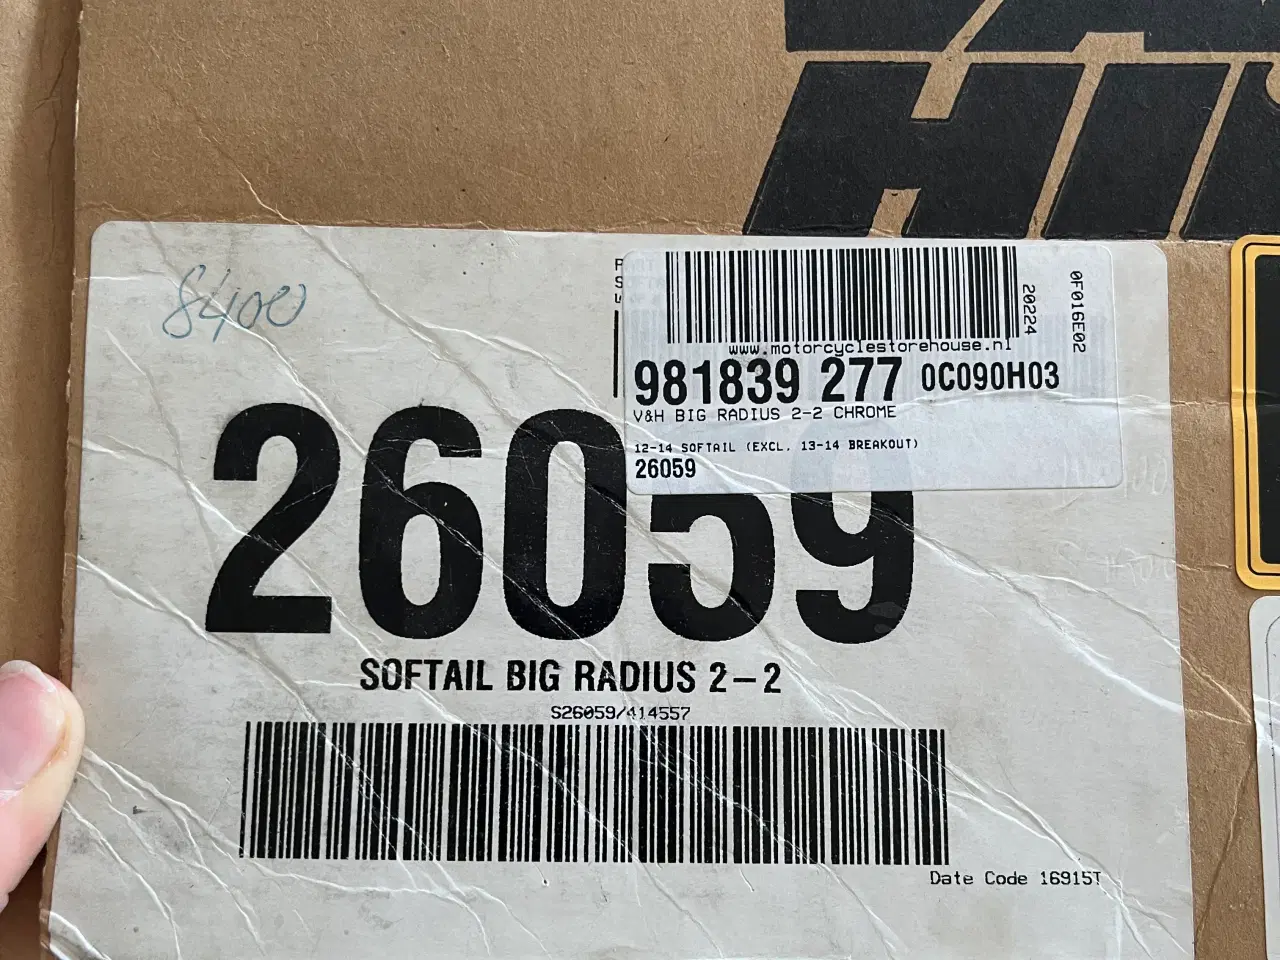 HI
8400
20224
0F016E02
www.motorcyclestorehouse.nl
981839 277 0C090H03
V&H BIG RADIUS 2-2 CHROME
12-14 SOFTAIL (EXCL. 13-14 BREAKOUT)
26059
26059
SOFTAIL BIG RADIUS 2-2
S26059/414557
Date Code 16915T